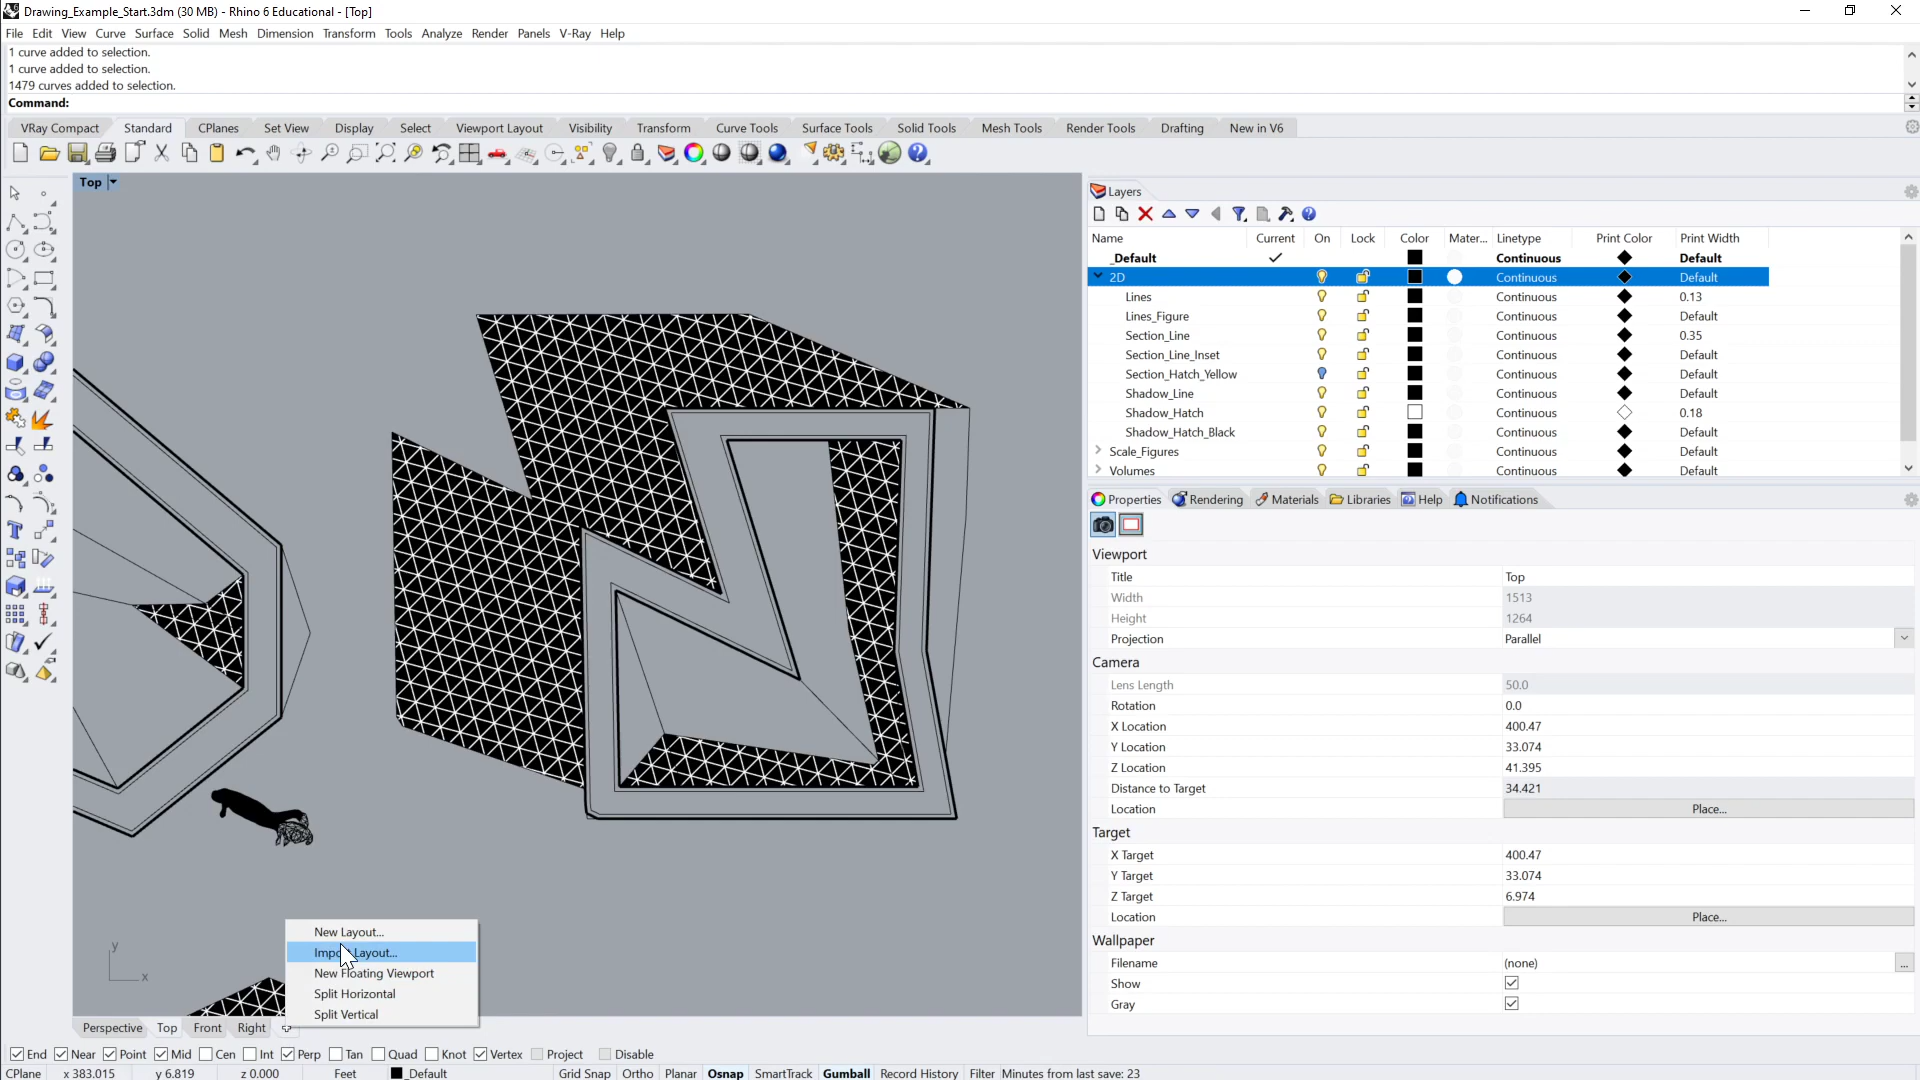 Drawing_Example_Start.3dm (30 MB) - Rhino 6 Educational - [Top]
File Edit View Curve Surface Solid Mesh Dimension Transform Tools Analyze Render Panels V-Ray Help
1 curve added to selection.
1 curve added to selection.
1479 curves added to selection.
Command:
VRay Compact Standard CPlanes Set View Display Select Viewport Layout Visibility Transform Curve Tools Surface Tools Solid Tools Mesh Tools Render Tools Drafting New in V6
Top
Layers
Name Current On Lock Color Mater... Linetype Print Color Print Width
_Default Continuous Default
2D Continuous Default
Lines Continuous 0.13
Lines_Figure Continuous Default
Section_Line Continuous 0.35
Section_Line_Inset Continuous Default
Section_Hatch_Yellow Continuous Default
Shadow_Line Continuous Default
Shadow_Hatch Continuous 0.18
Shadow_Hatch_Black Continuous Default
Scale_Figures Continuous Default
Volumes Continuous Default
Properties Rendering Materials Libraries Help Notifications
Viewport
Title Top
Width 1513
Height 1264
Projection Parallel
Camera
Lens Length 50.0
Rotation 0.0
X Location 400.47
Y Location 33.074
Z Location 41.395
Distance to Target 34.421
Location Place...
Target
X Target 400.47
Y Target 33.074
Z Target 6.974
Location Place...
Wallpaper
Filename (none) ...
Show
Gray
y
x
New Layout...
Import Layout...
New Floating Viewport
Split Horizontal
Split Vertical
Perspective Top Front Right
End Near Point Mid Cen Int Perp Tan Quad Knot Vertex Project Disable
CPlane x 383.015 y 6.819 z 0.000 Feet _Default Grid Snap Ortho Planar Osnap SmartTrack Gumball Record History Filter Minutes from last save: 23